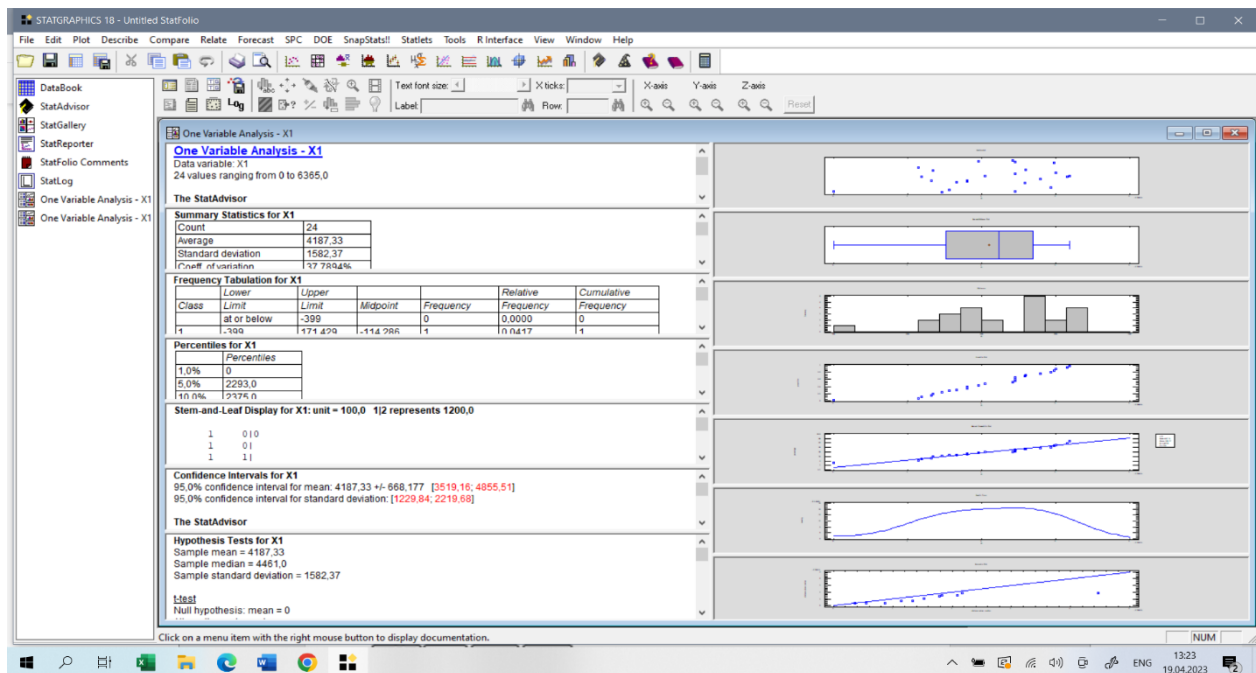 STATGRAPHICS 18 - Untitled StatFolio
File Edit Plot Describe Compare Relate Forecast SPC DOE SnapStats!! Statlets Tools R Interface View Window Help
DataBook
StatAdvisor
StatGallery
StatReporter
StatFolio Comments
StatLog
One Variable Analysis - X1
One Variable Analysis - X1
Text font size: X ticks: X-axis Y-axis Z-axis
Log Label: Row: Reset
One Variable Analysis - X1
One Variable Analysis - X1
Data variable: X1
24 values ranging from 0 to 6365,0
The StatAdvisor
Summary Statistics for X1
Count 24
Average 4187,33
Standard deviation 1582,37
Coeff. of variation 37,7894%
Frequency Tabulation for X1
Lower Upper Relative Cumulative
Class Limit Limit Midpoint Frequency Frequency Frequency
at or below -399 0 0,0000 0
1 -399 171,429 -114,286 1 0,0417 1
Percentiles for X1
Percentiles
1,0% 0
5,0% 2293,0
10,0% 2375,0
Stem-and-Leaf Display for X1: unit = 100,0 1|2 represents 1200,0
1 0|0
1 0|
1 1|
Confidence Intervals for X1
95,0% confidence interval for mean: 4187,33 +/- 668,177 [3519,16; 4855,51]
95,0% confidence interval for standard deviation: [1229,84; 2219,68]
The StatAdvisor
Hypothesis Tests for X1
Sample mean = 4187,33
Sample median = 4461,0
Sample standard deviation = 1582,37
t-test
Null hypothesis: mean = 0
Click on a menu item with the right mouse button to display documentation.
NUM
ENG
13:23
19.04.2023
2